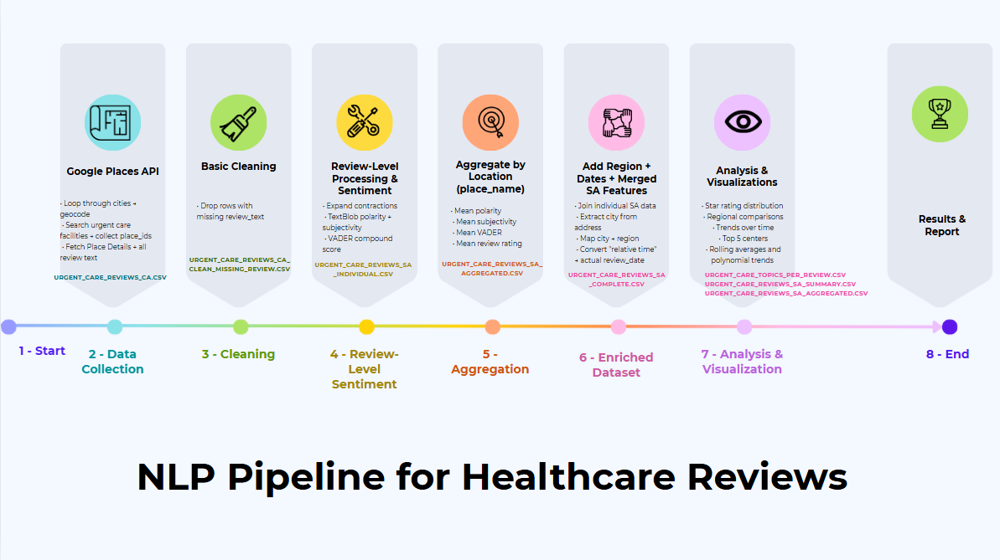 Google Places API
· Loop through cities →
geocode
· Search urgent care
facilities → collect place_ids
· Fetch Place Details + all
review text
URGENT_CARE_REVIEWS_CA.CSV
Basic Cleaning
· Drop rows with
missing review_text
URGENT_CARE_REVIEWS_CA_
CLEAN_MISSING_REVIEW.CSV
Review-Level
Processing &
Sentiment
· Expand contractions
· TextBlob polarity +
subjectivity
· VADER compound
score
URGENT_CARE_REVIEWS_SA
_INDIVIDUAL.CSV
Aggregate by
Location
(place_name)
· Mean polarity
· Mean subjectivity
· Mean VADER
· Mean review rating
URGENT_CARE_REVIEWS_SA_
AGGREGATED.CSV
Add Region +
Dates + Merged
SA Features
· Join individual SA data
· Extract city from
address
· Map city → region
· Convert "relative time"
→ actual review_date
URGENT_CARE_REVIEWS_SA
_COMPLETE.CSV
Analysis &
Visualizations
· Star rating distribution
· Regional comparisons
· Trends over time
· Top 5 centers
· Rolling averages and
polynomial trends
URGENT_CARE_TOPICS_PER_REVIEW.CSV
URGENT_CARE_REVIEWS_SA_SUMMARY.CSV
URGENT_CARE_REVIEWS_SA_AGGREGATED.CSV
Results &
Report
1 - Start
2 - Data
Collection
3 - Cleaning
4 - Review-
Level
Sentiment
5 -
Aggregation
6 - Enriched
Dataset
7 - Analysis &
Visualization
8 - End
NLP Pipeline for Healthcare Reviews